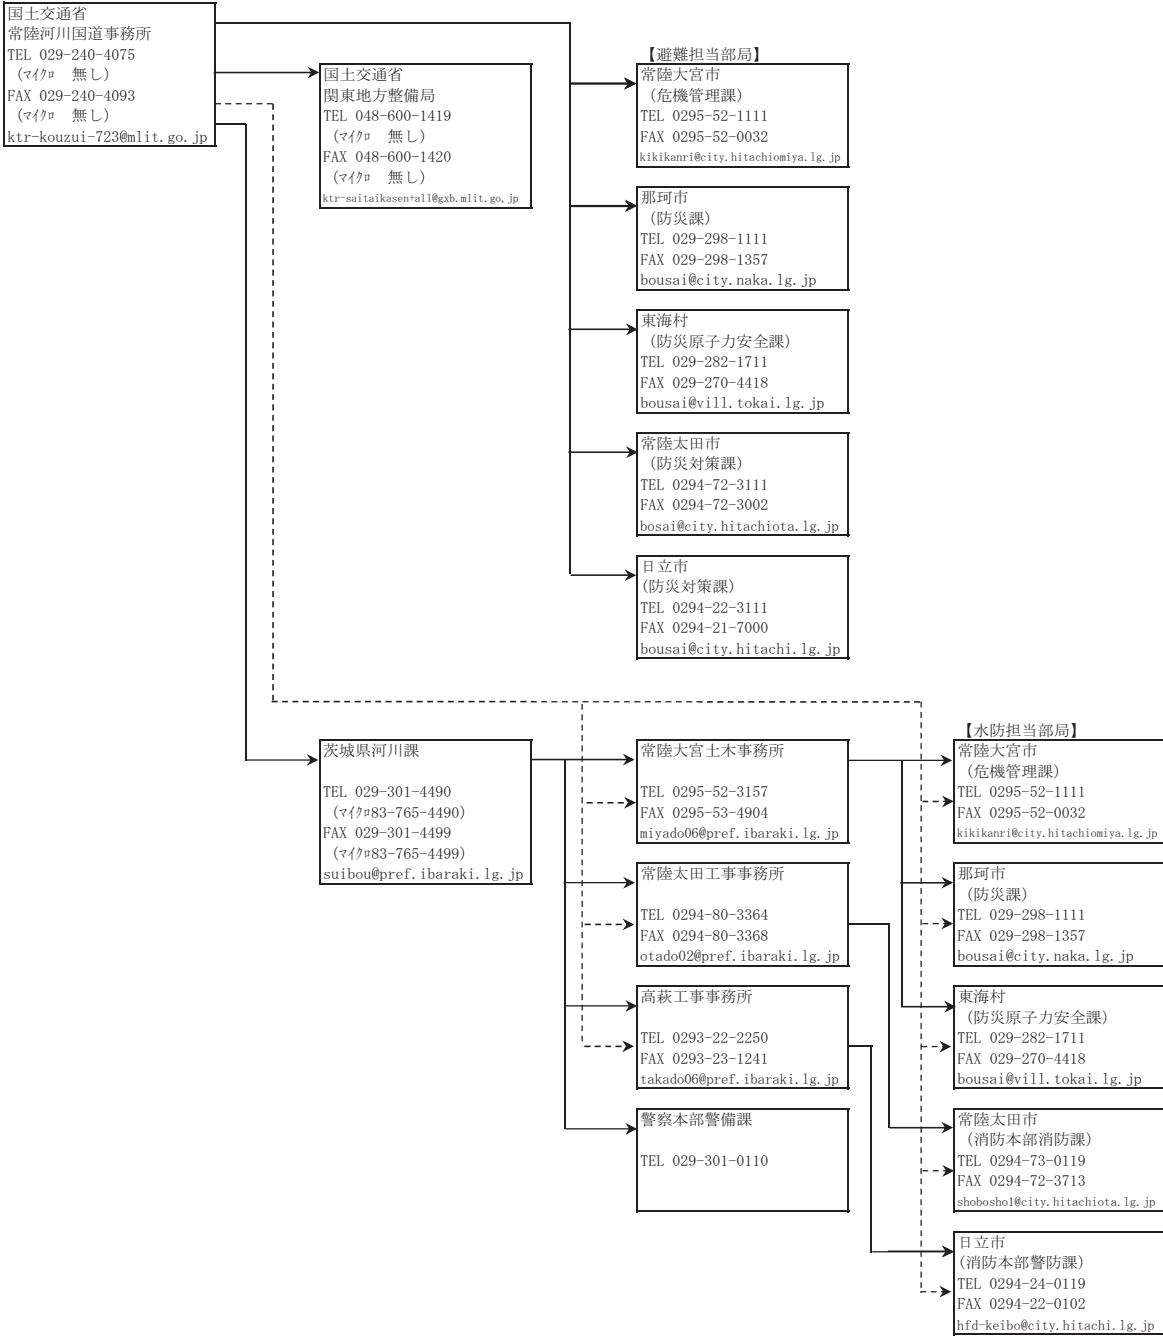 国土交通省
常陸河川国道事務所
TEL 029-240-4075
（ﾏｲｸﾛ　無し）
FAX 029-240-4093
（ﾏｲｸﾛ　無し）
ktr-kouzui-723@mlit.go.jp
国土交通省
関東地方整備局
TEL 048-600-1419
（ﾏｲｸﾛ　無し）
FAX 048-600-1420
（ﾏｲｸﾛ　無し）
ktr-saitaikasen+all@gxb.mlit.go,jp
【避難担当部局】
常陸大宮市
（危機管理課）
TEL 0295-52-1111
FAX 0295-52-0032
kikikanri@city.hitachiomiya.lg.jp
那珂市
（防災課）
TEL 029-298-1111
FAX 029-298-1357
bousai@city.naka.lg.jp
東海村
（防災原子力安全課）
TEL 029-282-1711
FAX 029-270-4418
bousai@vill.tokai.lg.jp
常陸太田市
（防災対策課）
TEL 0294-72-3111
FAX 0294-72-3002
bosai@city.hitachiota.lg.jp
日立市
(防災対策課）
TEL 0294-22-3111
FAX 0294-21-7000
bousai@city.hitachi.lg.jp
茨城県河川課
TEL 029-301-4490
（ﾏｲｸﾛ83-765-4490）
FAX 029-301-4499
（ﾏｲｸﾛ83-765-4499）
suibou@pref.ibaraki.lg.jp
常陸大宮土木事務所
TEL 0295-52-3157
FAX 0295-53-4904
miyado06@pref.ibaraki.lg.jp
常陸太田工事事務所
TEL 0294-80-3364
FAX 0294-80-3368
otado02@pref.ibaraki.lg.jp
高萩工事事務所
TEL 0293-22-2250
FAX 0293-23-1241
takado06@pref.ibaraki.lg.jp
警察本部警備課
TEL 029-301-0110
【水防担当部局】
常陸大宮市
（危機管理課）
TEL 0295-52-1111
FAX 0295-52-0032
kikikanri@city.hitachiomiya.lg.jp
那珂市
（防災課）
TEL 029-298-1111
FAX 029-298-1357
bousai@city.naka.lg.jp
東海村
（防災原子力安全課）
TEL 029-282-1711
FAX 029-270-4418
bousai@vill.tokai.lg.jp
常陸太田市
（消防本部消防課）
TEL 0294-73-0119
FAX 0294-72-3713
shobosho1@city.hitachiota.lg.jp
日立市
(消防本部警防課）
TEL 0294-24-0119
FAX 0294-22-0102
hfd-keibo@city.hitachi.lg.jp